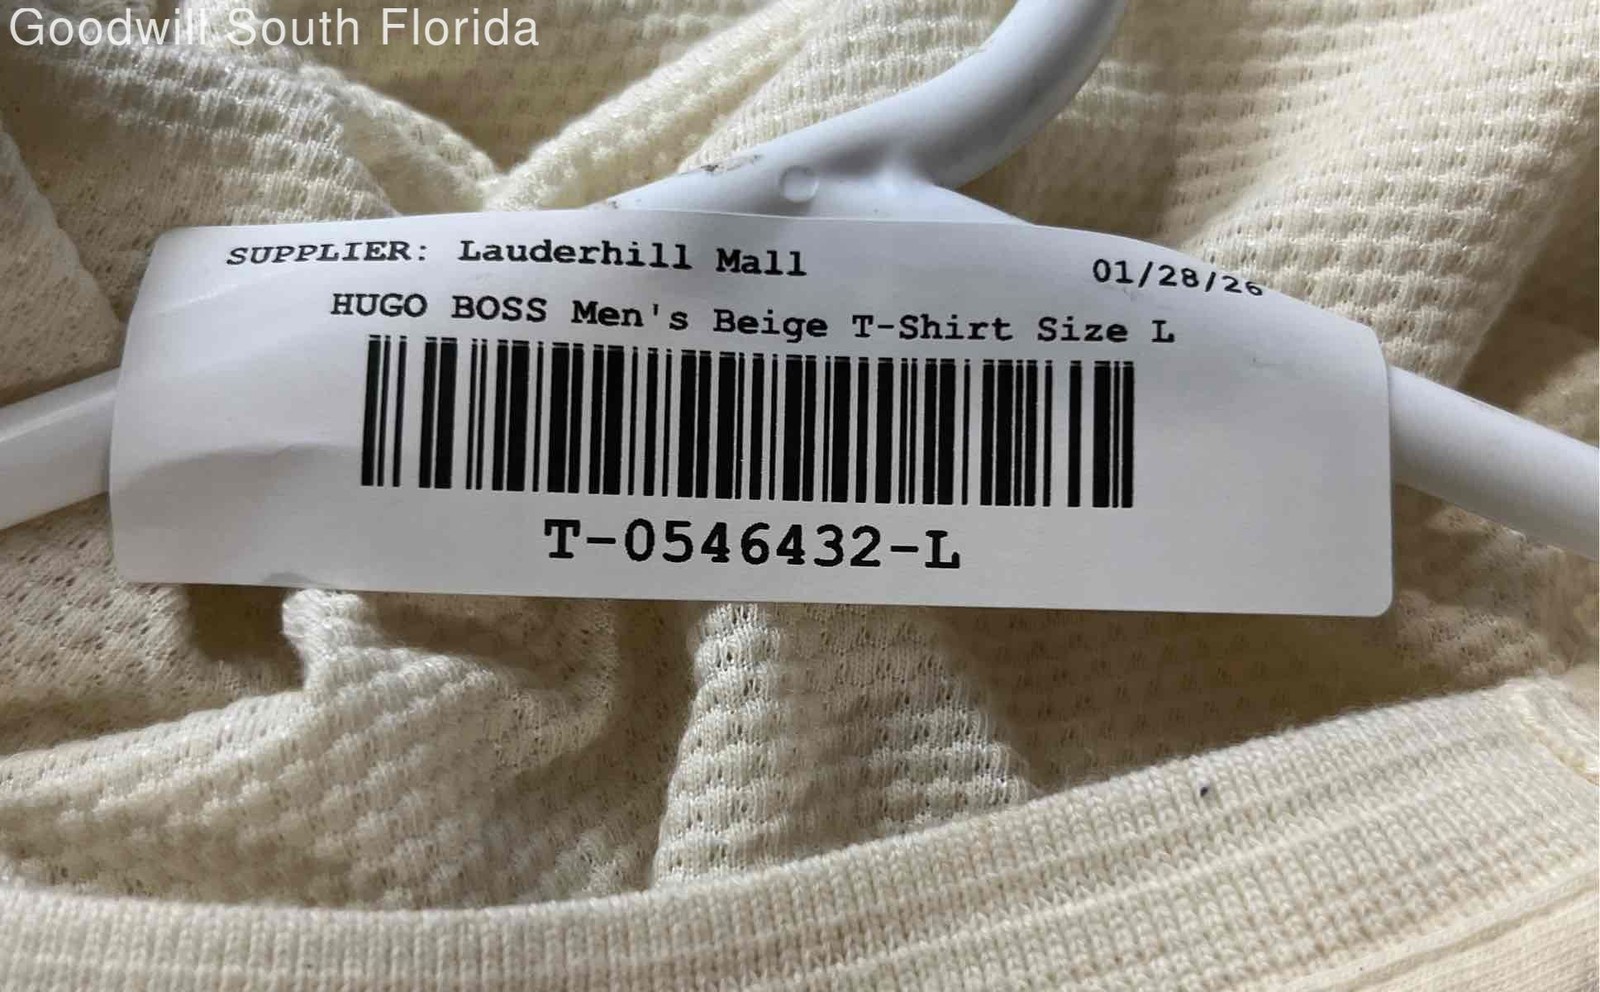 Goodwill South Florida
SUPPLIER: Lauderhill Mall 01/28/26
HUGO BOSS Men's Beige T-Shirt Size L
T-0546432-L